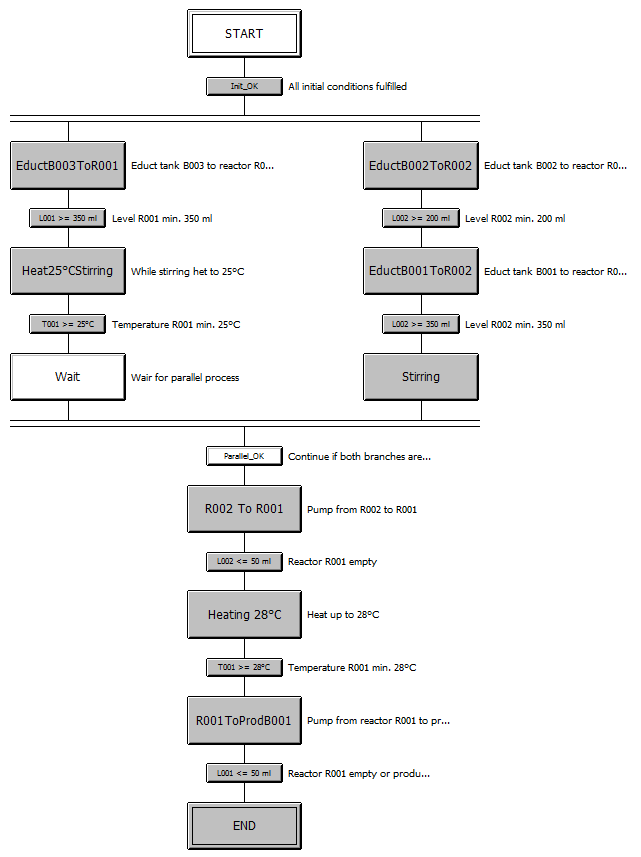 START
Init_OK All initial conditions fulfilled
EductB003ToR001 Educt tank B003 to reactor R0... EductB002ToR002 Educt tank B002 to reactor R0...
L001 >= 350 ml Level R001 min. 350 ml L002 >= 200 ml Level R002 min. 200 ml
Heat25°CStirring While stirring het to 25°C EductB001ToR002 Educt tank B001 to reactor R0...
T001 >= 25°C Temperature R001 min. 25°C L002 >= 350 ml Level R002 min. 350 ml
Wait Wair for parallel process Stirring
Parallel_OK Continue if both branches are...
R002 To R001 Pump from R002 to R001
L002 <= 50 ml Reactor R001 empty
Heating 28°C Heat up to 28°C
T001 >= 28°C Temperature R001 min. 28°C
R001ToProdB001 Pump from reactor R001 to pr...
L001 <= 50 ml Reactor R001 empty or produ...
END